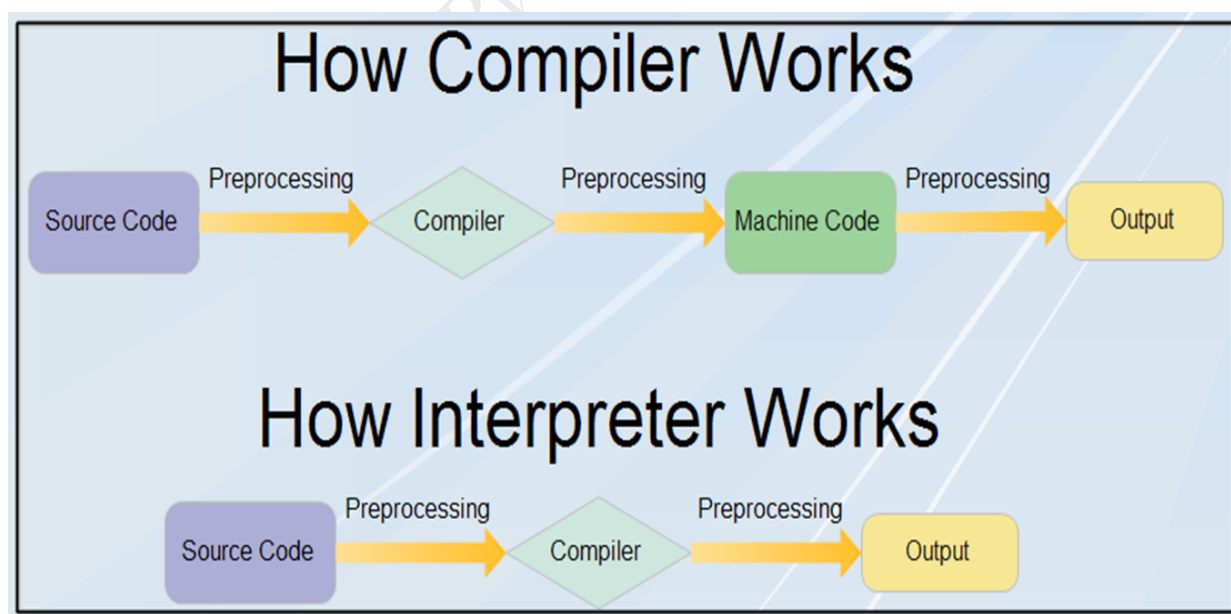 How Compiler Works
Preprocessing Preprocessing Preprocessing
Source Code Compiler Machine Code Output
How Interpreter Works
Preprocessing Preprocessing
Source Code Compiler Output